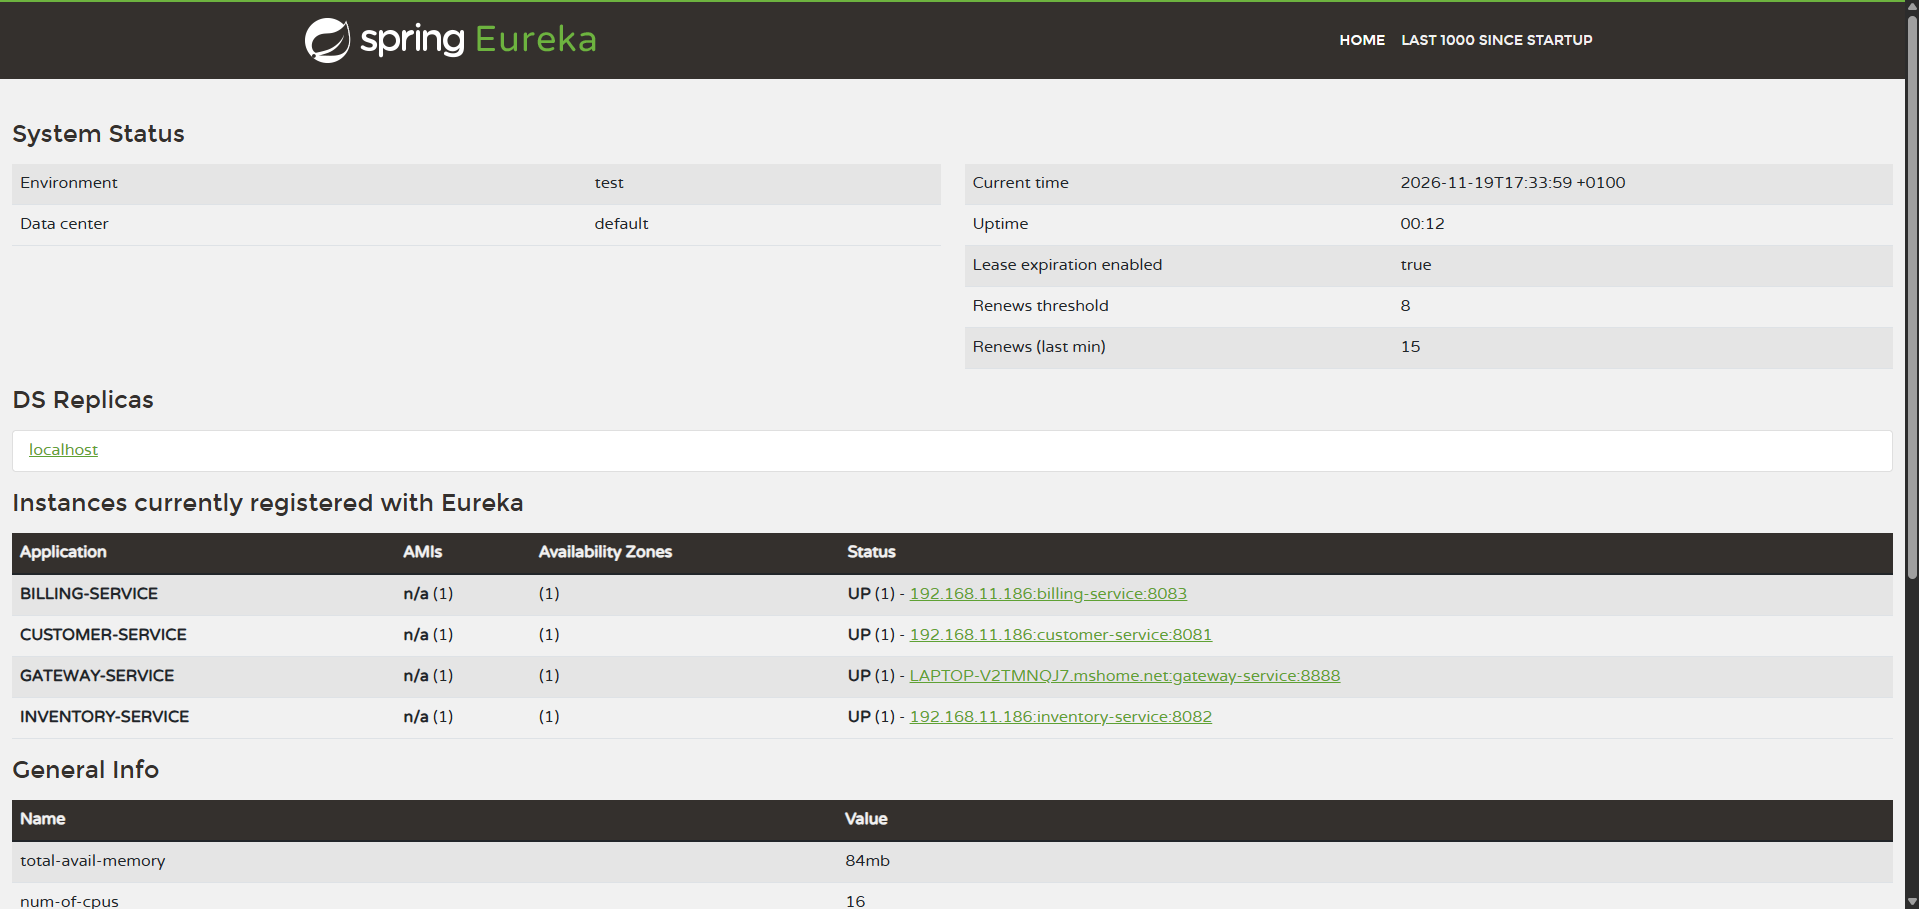 spring Eureka
HOME LAST 1000 SINCE STARTUP
System Status
Environment test
Data center default
Current time 2026-11-19T17:33:59 +0100
Uptime 00:12
Lease expiration enabled true
Renews threshold 8
Renews (last min) 15
DS Replicas
localhost
Instances currently registered with Eureka
Application AMIs Availability Zones Status
BILLING-SERVICE n/a (1) (1) UP (1) - 192.168.11.186:billing-service:8083
CUSTOMER-SERVICE n/a (1) (1) UP (1) - 192.168.11.186:customer-service:8081
GATEWAY-SERVICE n/a (1) (1) UP (1) - LAPTOP-V2TMNQJ7.mshome.net:gateway-service:8888
INVENTORY-SERVICE n/a (1) (1) UP (1) - 192.168.11.186:inventory-service:8082
General Info
Name Value
total-avail-memory 84mb
num-of-cpus 16